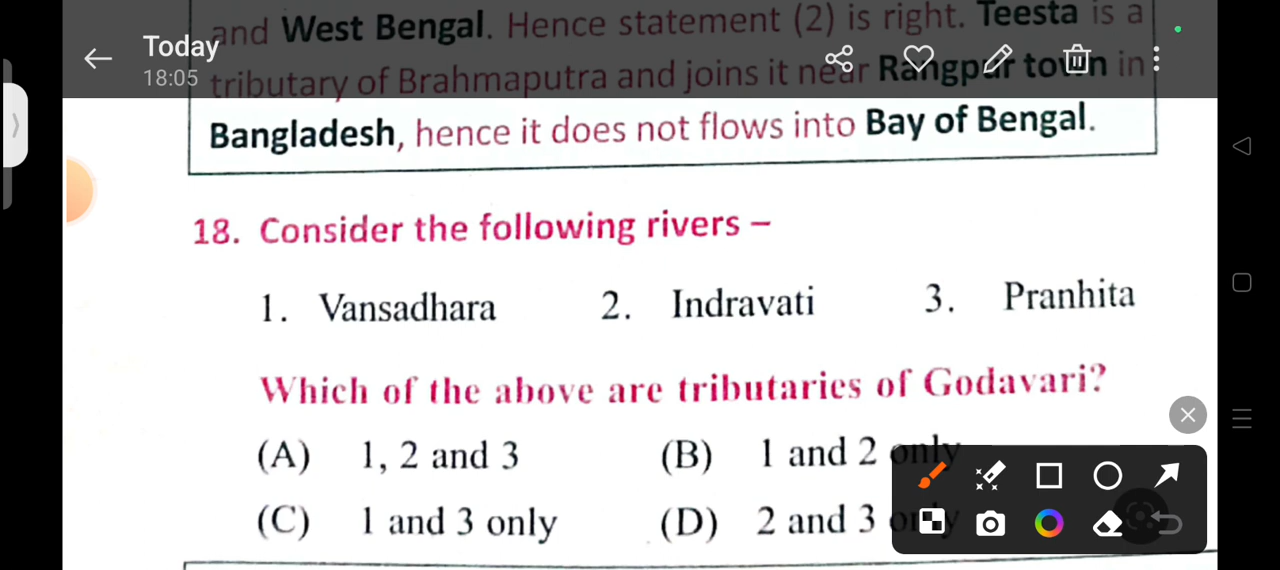 and West Bengal. Hence statement (2) is right. Teesta is a
Today
18:05
tributary of Brahmaputra and joins it near Rangpur town in
Bangladesh, hence it does not flows into Bay of Bengal.
18. Consider the following rivers –
1. Vansadhara 2. Indravati 3. Pranhita
Which of the above are tributaries of Godavari?
(A) 1, 2 and 3 (B) 1 and 2 only
(C) 1 and 3 only (D) 2 and 3 only